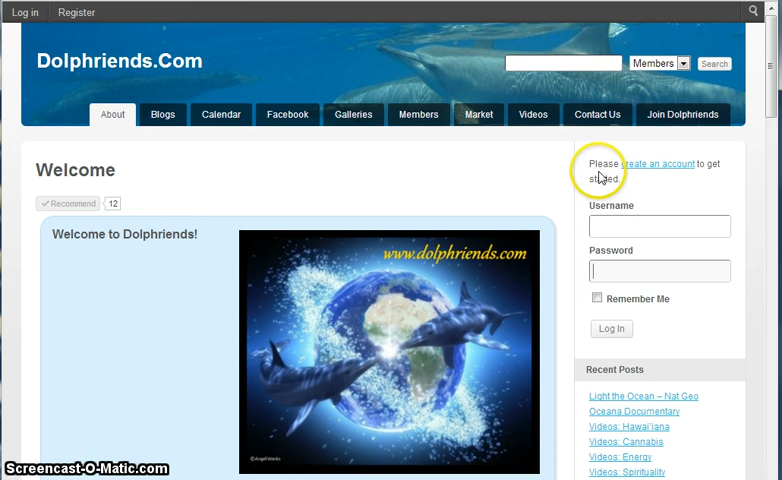 Log in Register
Dolphriends.Com
Members Search
About Blogs Calendar Facebook Galleries Members Market Videos Contact Us Join Dolphriends
Welcome
Recommend 12
Welcome to Dolphriends!
www.dolphriends.com
Please create an account to get
Username
Password
Remember Me
Log In
Recent Posts
Light the Ocean – Nat Geo
Oceana Documentary
Videos: Hawai'iana
Videos: Cannabis
Videos: Energy
Videos: Spirituality
Screencast-O-Matic.com